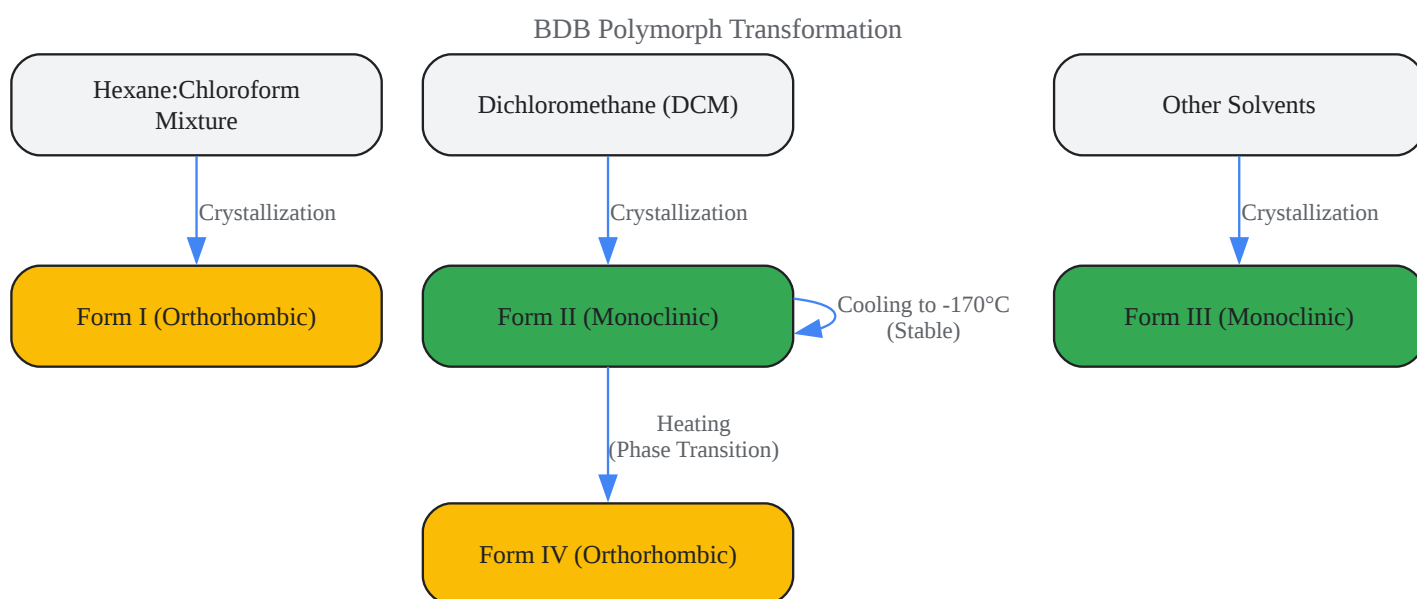 BDB Polymorph Transformation
Hexane:Chloroform
Mixture
Dichloromethane (DCM)
Other Solvents
Crystallization
Crystallization
Crystallization
Form I (Orthorhombic)
Form II (Monoclinic)
Cooling to -170°C
(Stable)
Form III (Monoclinic)
Heating
(Phase Transition)
Form IV (Orthorhombic)